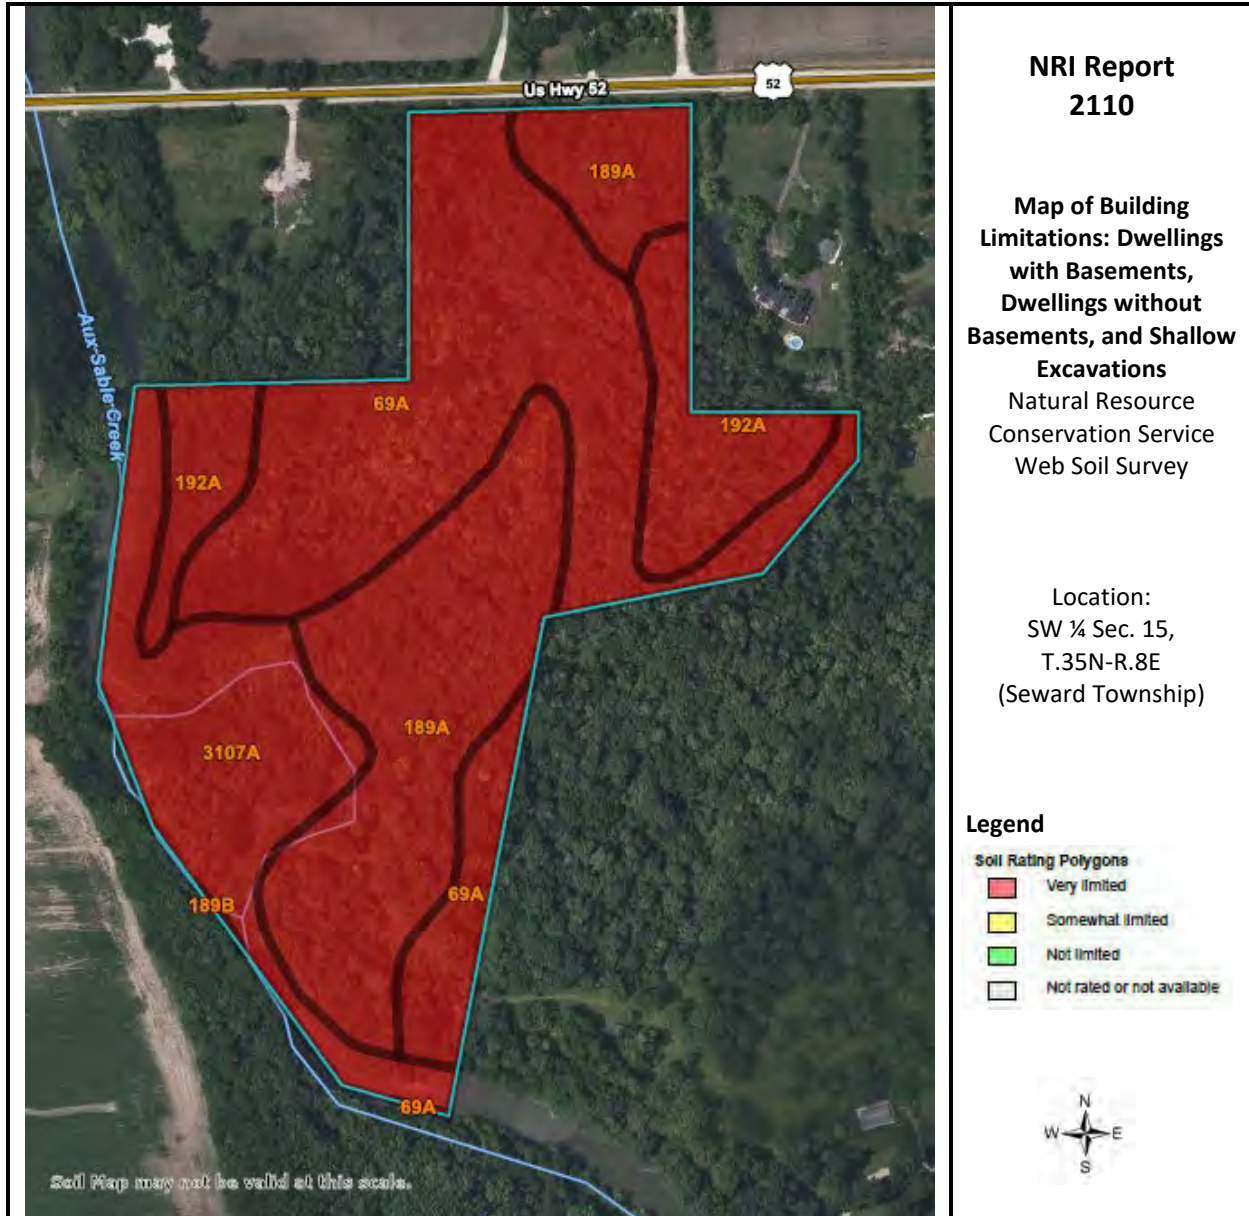 Us Hwy 52
52
189A
Aux Sable Creek
69A
192A
192A
189A
3107A
69A
189B
69A
Soil Map may not be valid at this scale.
NRI Report
2110
Map of Building
Limitations: Dwellings
with Basements,
Dwellings without
Basements, and Shallow
Excavations
Natural Resource
Conservation Service
Web Soil Survey
Location:
SW ¼ Sec. 15,
T.35N-R.8E
(Seward Township)
Legend
Soil Rating Polygons
Very limited
Somewhat limited
Not limited
Not rated or not available
N
W E
S